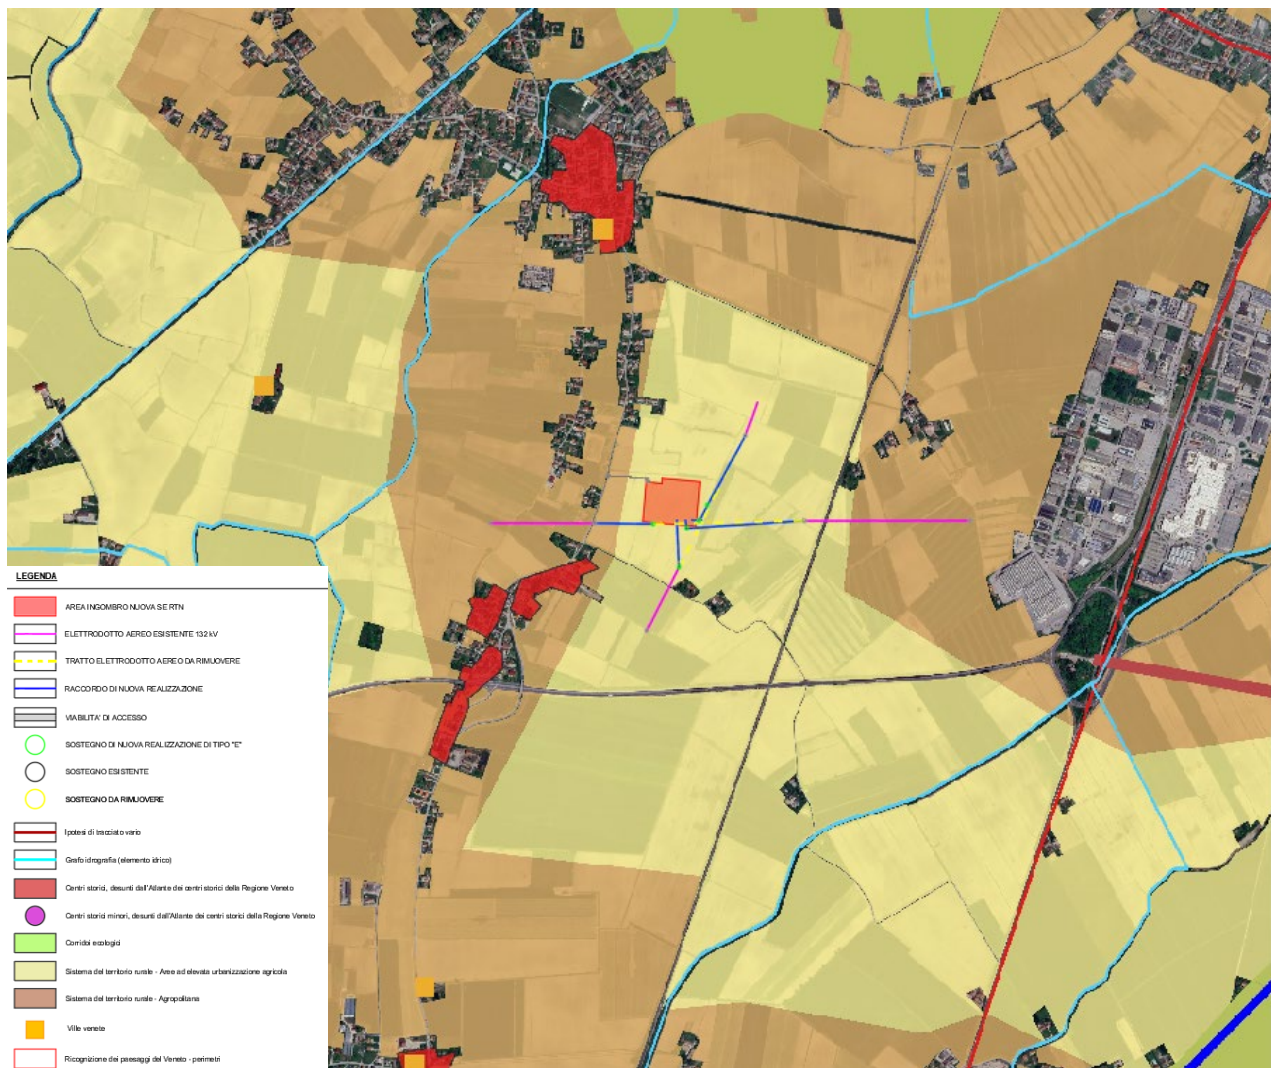 LEGENDA
AREA INGOMBRO NUOVA SE RTN
ELETTRODOTTO AEREO ESISTENTE 132 kV
TRATTO ELETTRODOTTO AEREO DA RIMUOVERE
RACCORDO DI NUOVA REALIZZAZIONE
VIABILITA' DI ACCESSO
SOSTEGNO DI NUOVA REALIZZAZIONE DI TIPO "E"
SOSTEGNO ESISTENTE
SOSTEGNO DA RIMUOVERE
Ipotesi di tracciato vario
Grafo idrografia (elemento idrico)
Centri storici, desunti dall'Atlante dei centri storici della Regione Veneto
Centri storici minori, desunti dall'Atlante dei centri storici della Regione Veneto
Corridoi ecologici
Sistema del territorio rurale - Aree ad elevata urbanizzazione agricola
Sistema del territorio rurale - Agropolitana
Ville venete
Ricognizione dei paesaggi del Veneto - perimetri